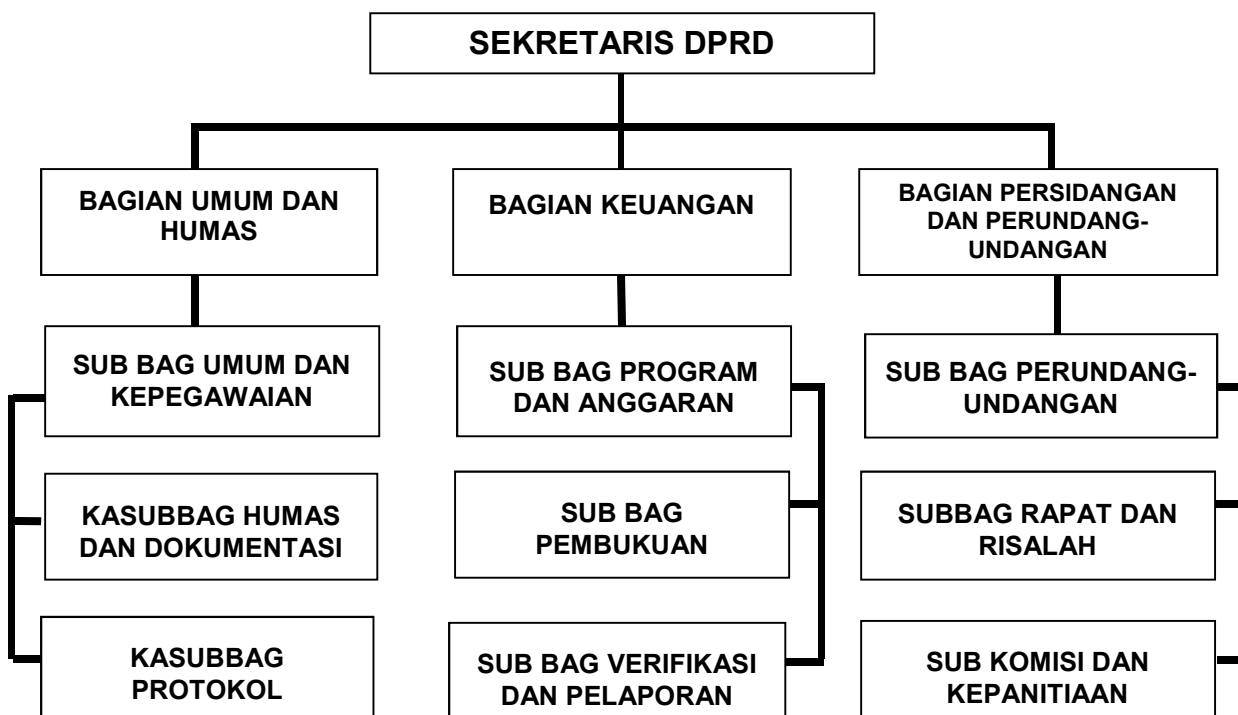 SEKRETARIS DPRD
BAGIAN UMUM DAN
HUMAS
BAGIAN KEUANGAN
BAGIAN PERSIDANGAN
DAN PERUNDANG-
UNDANGAN
SUB BAG UMUM DAN
KEPEGAWAIAN
SUB BAG PROGRAM
DAN ANGGARAN
SUB BAG PERUNDANG-
UNDANGAN
KASUBBAG HUMAS
DAN DOKUMENTASI
SUB BAG
PEMBUKUAN
SUBBAG RAPAT DAN
RISALAH
KASUBBAG
PROTOKOL
SUB BAG VERIFIKASI
DAN PELAPORAN
SUB KOMISI DAN
KEPANITIAAN